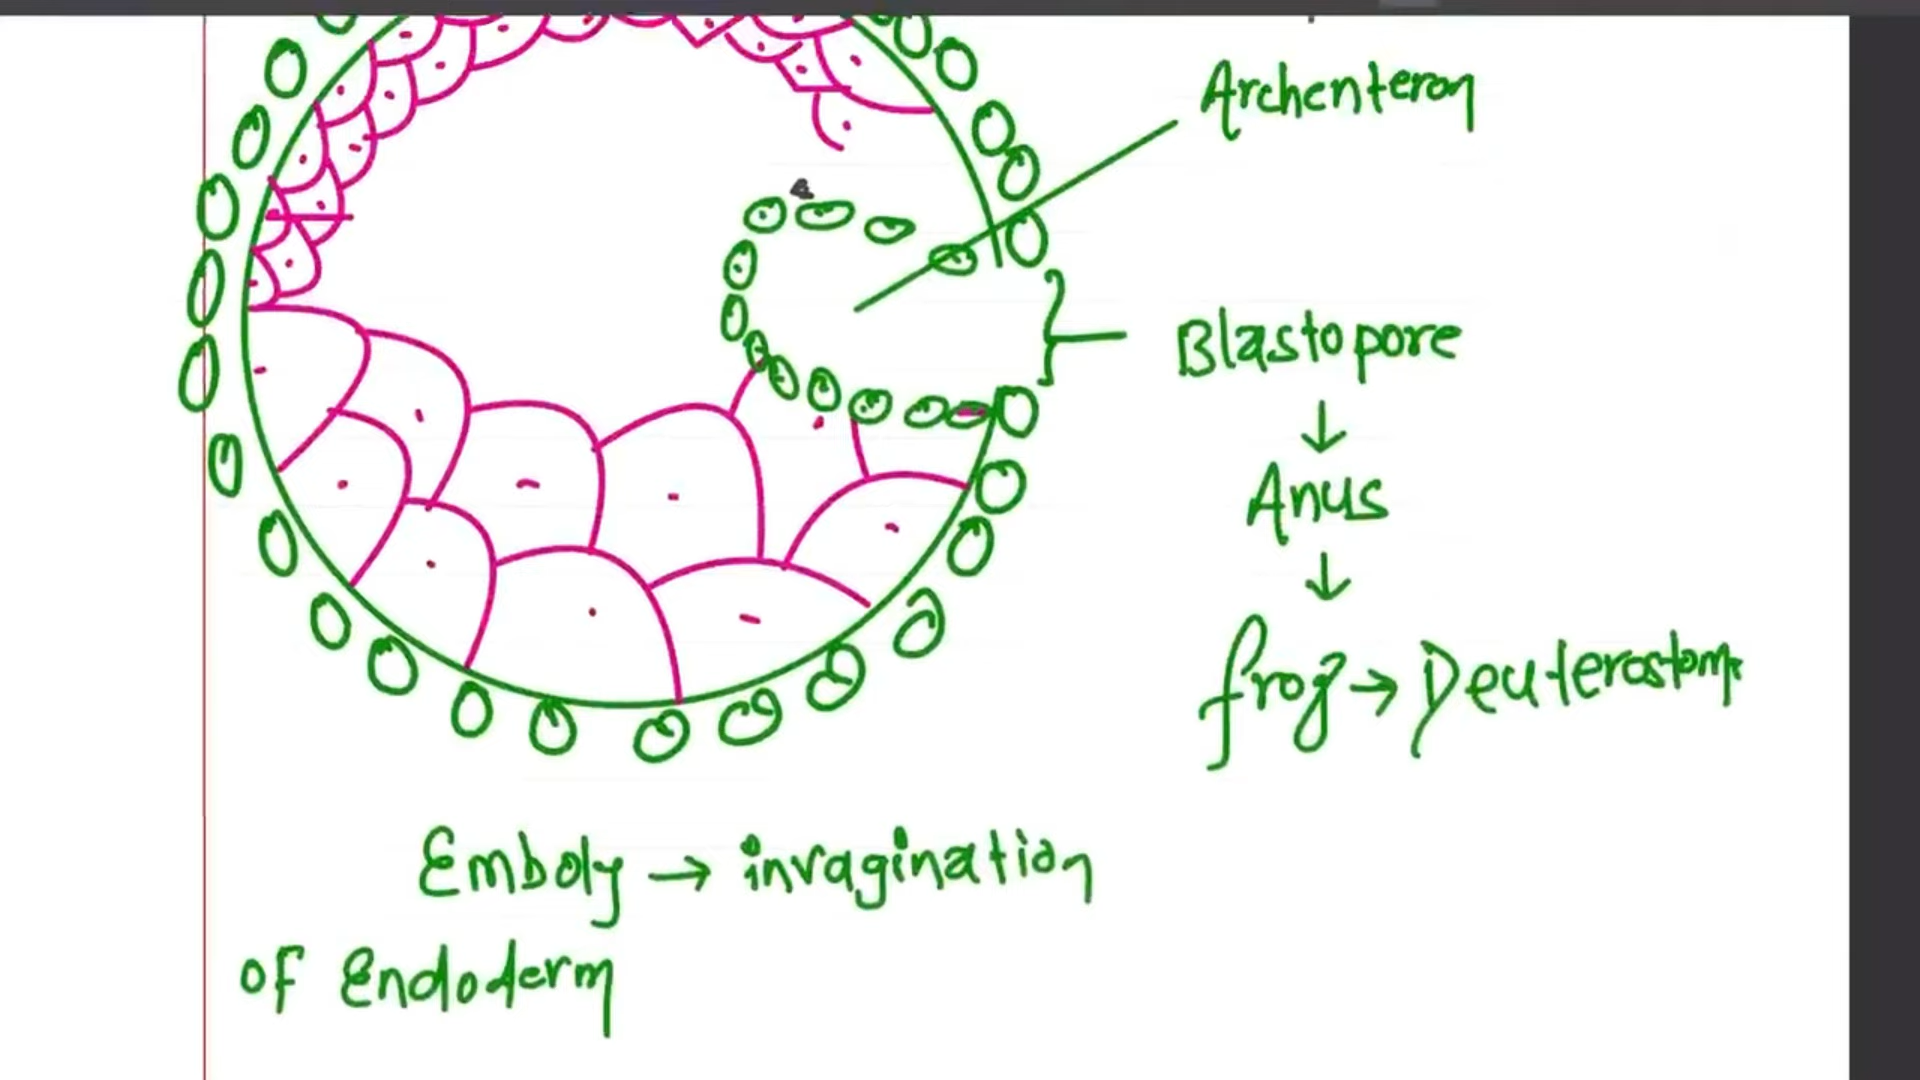 Archenteron
Blastopore
↓
Anus
↓
frog → Deuterostome
Emboly → invagination
of Endoderm